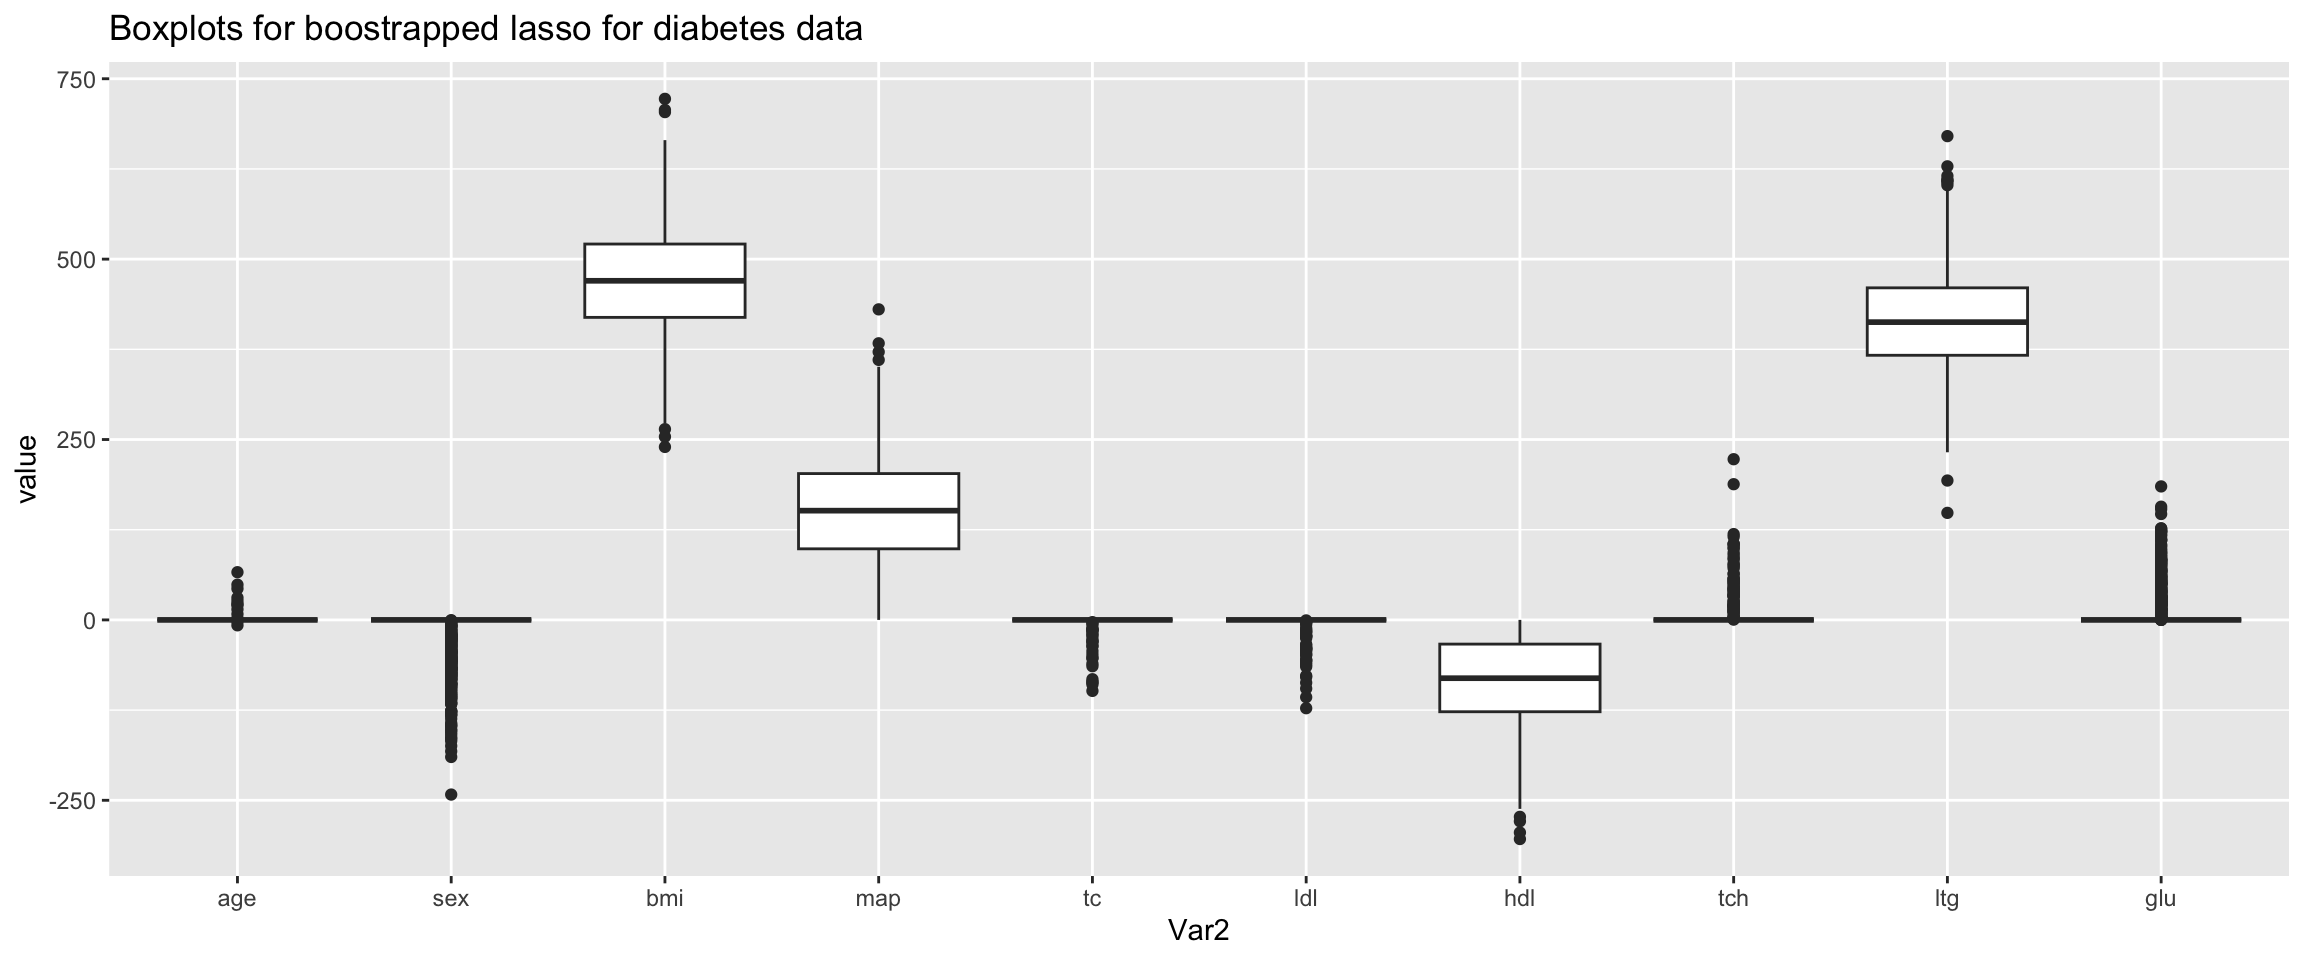 Boxplots for boostrapped lasso for diabetes data
750
500
250
0
-250
value
age sex bmi map tc ldl hdl tch ltg glu
Var2